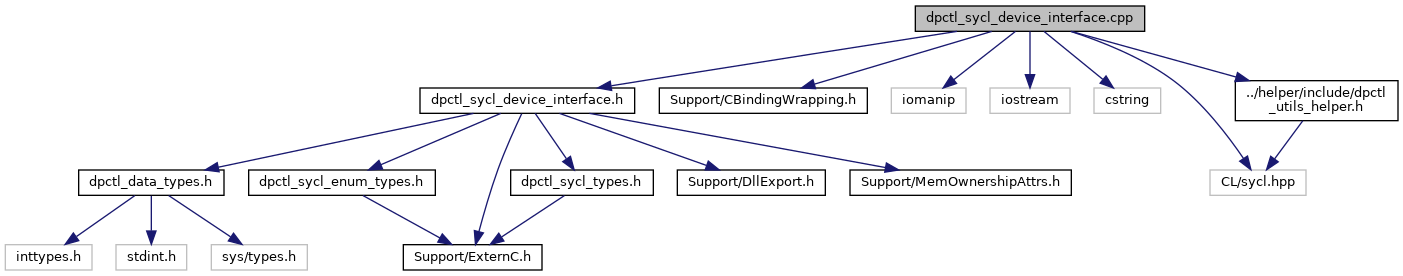 dpctl_sycl_device_interface.cpp
dpctl_sycl_device_interface.h
Support/CBindingWrapping.h
iomanip
iostream
cstring
../helper/include/dpctl
_utils_helper.h
dpctl_data_types.h
dpctl_sycl_enum_types.h
dpctl_sycl_types.h
Support/DllExport.h
Support/MemOwnershipAttrs.h
CL/sycl.hpp
inttypes.h
stdint.h
sys/types.h
Support/ExternC.h